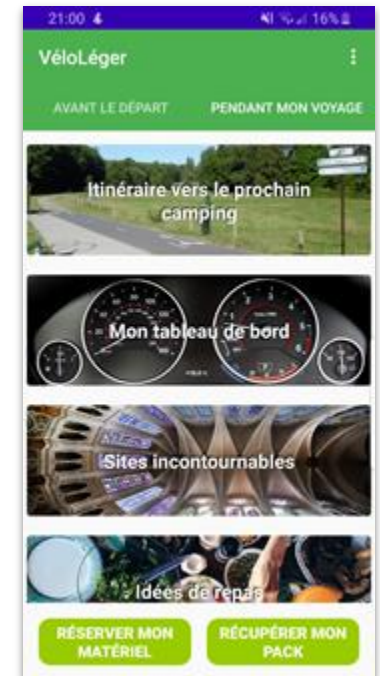 21:00
16%
VéloLéger
AVANT LE DÉPART
PENDANT MON VOYAGE
Itinéraire vers le prochain
camping
Mon tableau de bord
Sites incontournables
Idées de repas
RÉSERVER MON
MATÉRIEL
RÉCUPÉRER MON
PACK